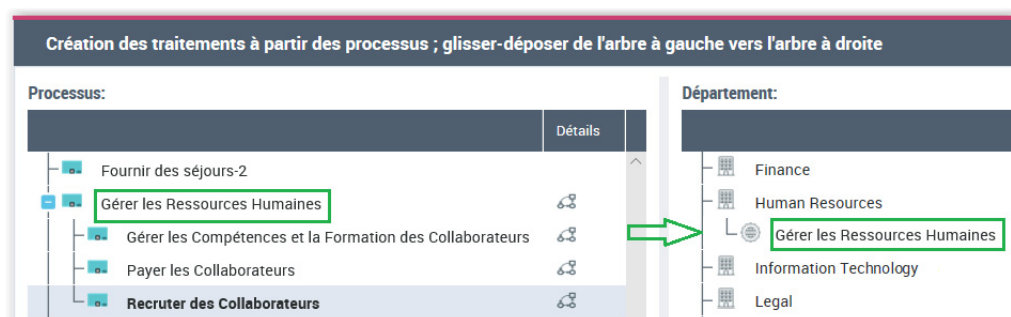 Création des traitements à partir des processus ; glisser-déposer de l'arbre à gauche vers l'arbre à droite
Processus:
Détails
Fournir des séjours-2
Gérer les Ressources Humaines
Gérer les Compétences et la Formation des Collaborateurs
Payer les Collaborateurs
Recruter des Collaborateurs
Département:
Finance
Human Resources
Gérer les Ressources Humaines
Information Technology
Legal